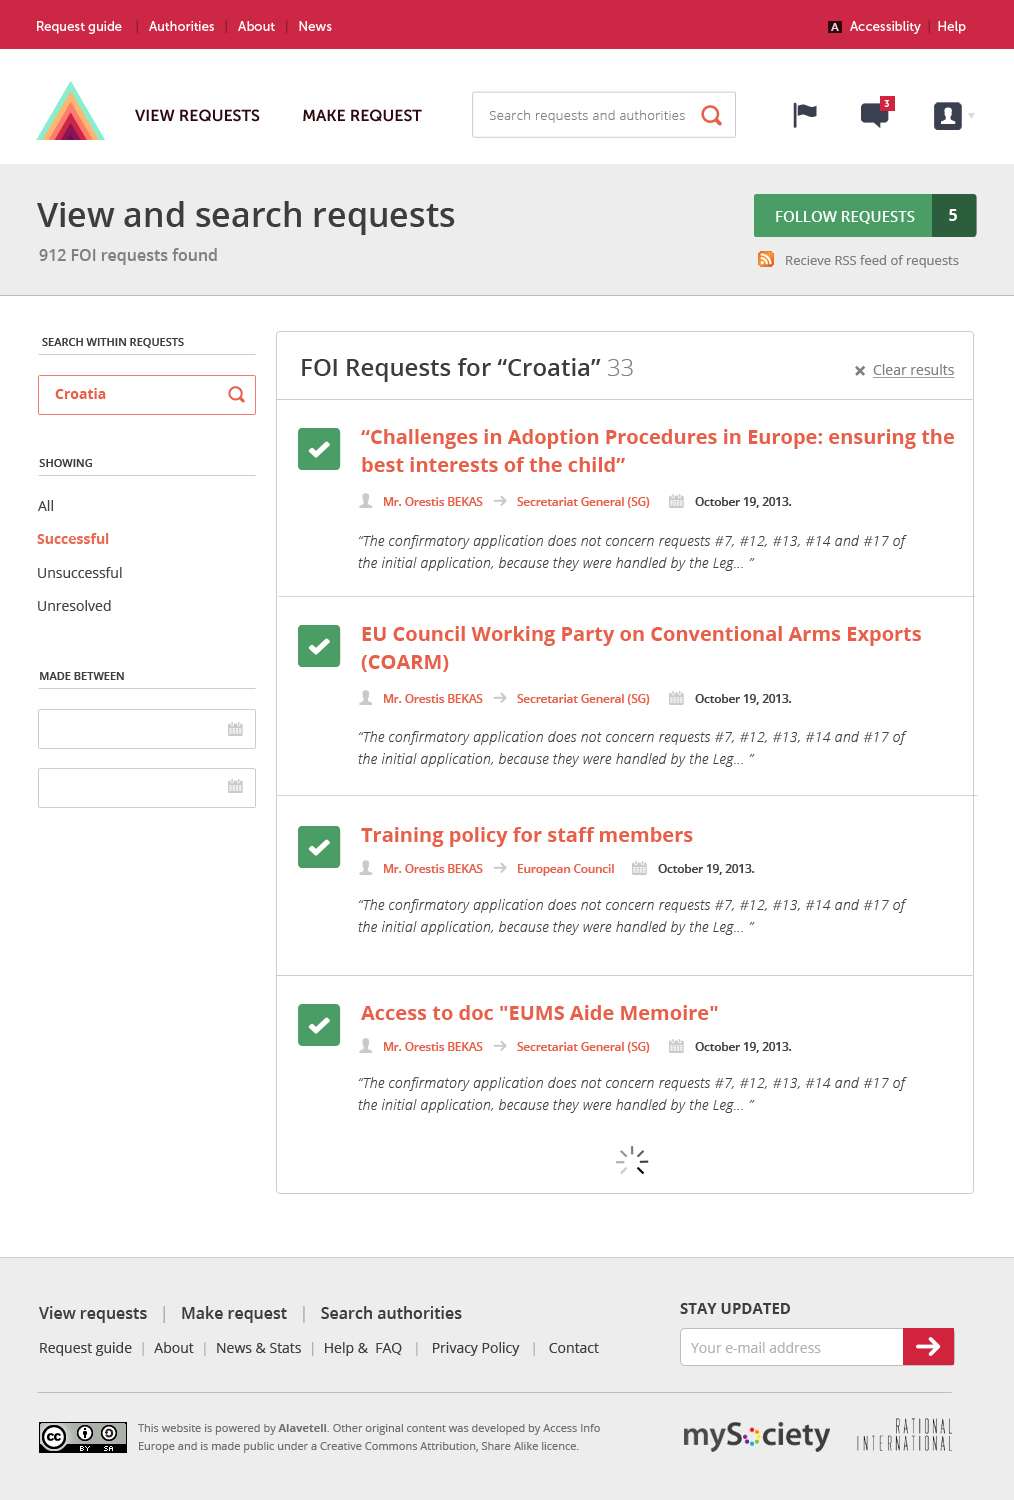 Request guide | Authorities | About | News
A Accessiblity | Help
VIEW REQUESTS MAKE REQUEST Search requests and authorities 3
View and search requests
912 FOI requests found
FOLLOW REQUESTS 5
Recieve RSS feed of requests
SEARCH WITHIN REQUESTS
Croatia
SHOWING
All
Successful
Unsuccessful
Unresolved
MADE BETWEEN
FOI Requests for “Croatia” 33
Clear results
“Challenges in Adoption Procedures in Europe: ensuring the
best interests of the child”
Mr. Orestis BEKAS Secretariat General (SG) October 19, 2013.
“The confirmatory application does not concern requests #7, #12, #13, #14 and #17 of
the initial application, because they were handled by the Leg... ”
EU Council Working Party on Conventional Arms Exports
(COARM)
Mr. Orestis BEKAS Secretariat General (SG) October 19, 2013.
“The confirmatory application does not concern requests #7, #12, #13, #14 and #17 of
the initial application, because they were handled by the Leg... ”
Training policy for staff members
Mr. Orestis BEKAS European Council October 19, 2013.
“The confirmatory application does not concern requests #7, #12, #13, #14 and #17 of
the initial application, because they were handled by the Leg... ”
Access to doc "EUMS Aide Memoire"
Mr. Orestis BEKAS Secretariat General (SG) October 19, 2013.
“The confirmatory application does not concern requests #7, #12, #13, #14 and #17 of
the initial application, because they were handled by the Leg... ”
View requests | Make request | Search authorities
Request guide | About | News & Stats | Help & FAQ | Privacy Policy | Contact
STAY UPDATED
Your e-mail address
cc BY SA
This website is powered by Alavetell. Other original content was developed by Access Info
Europe and is made public under a Creative Commons Attribution, Share Alike licence.
mySociety
RATIONAL
INTERNATIONAL